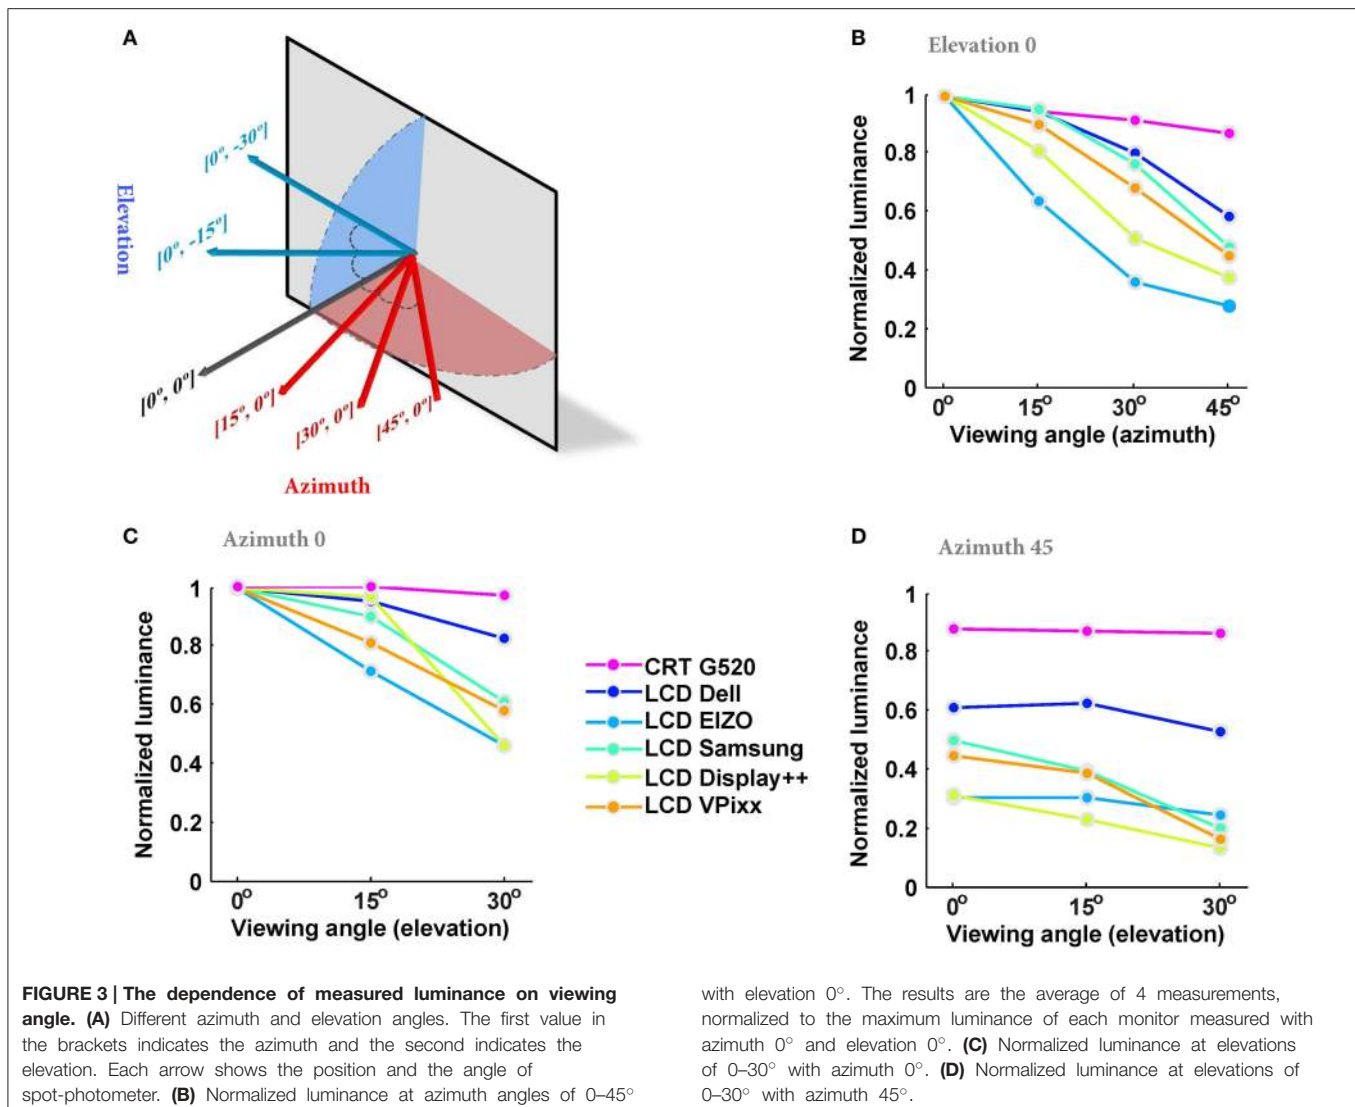 A
[0°, -30°]
Elevation
[0°, -15°]
[0°, 0°]
[15°, 0°]
[30°, 0°]
[45°, 0°]
Azimuth
B
Elevation 0
Normalized luminance
1
0.8
0.6
0.4
0.2
0
0° 15° 30° 45°
Viewing angle (azimuth)
C
Azimuth 0
Normalized luminance
1
0.8
0.6
0.4
0.2
0
0° 15° 30°
Viewing angle (elevation)
CRT G520
LCD Dell
LCD EIZO
LCD Samsung
LCD Display++
LCD VPixx
D
Azimuth 45
Normalized luminance
1
0.8
0.6
0.4
0.2
0
0° 15° 30°
Viewing angle (elevation)
FIGURE 3 | The dependence of measured luminance on viewing
angle. (A) Different azimuth and elevation angles. The first value in
the brackets indicates the azimuth and the second indicates the
elevation. Each arrow shows the position and the angle of
spot-photometer. (B) Normalized luminance at azimuth angles of 0–45°
with elevation 0°. The results are the average of 4 measurements,
normalized to the maximum luminance of each monitor measured with
azimuth 0° and elevation 0°. (C) Normalized luminance at elevations
of 0–30° with azimuth 0°. (D) Normalized luminance at elevations of
0–30° with azimuth 45°.